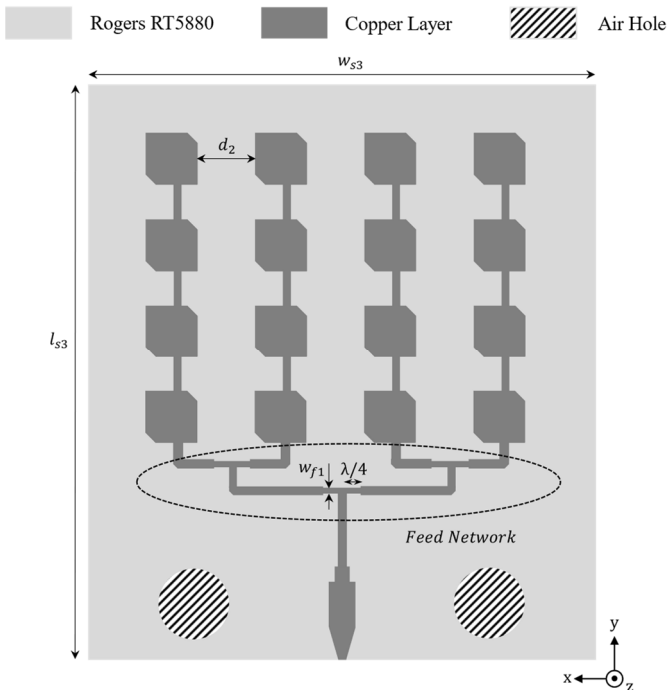 Rogers RT5880 Copper Layer Air Hole
w_{s3}
d_2
l_{s3}
w_{f1} λ/4
Feed Network
y
x
z